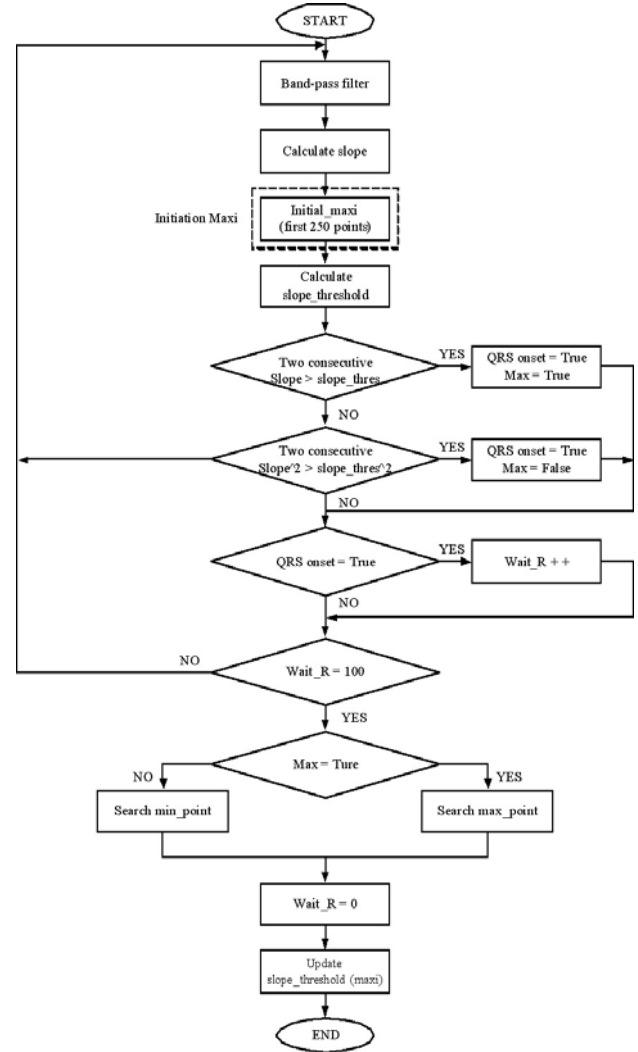 START
Band-pass filter
Calculate slope
Initiation Maxi
Initial_maxi
(first 250 points)
Calculate
slope_threshold
Two consecutive
Slope > slope_thres
YES
QRS onset = True
Max = True
NO
Two consecutive
Slope^2 > slope_thres^2
YES
QRS onset = True
Max = False
NO
QRS onset = True
YES
Wait_R + +
NO
Wait_R = 100
NO
YES
Max = Ture
NO
YES
Search min_point
Search max_point
Wait_R = 0
Update
slope_threshold (maxi)
END